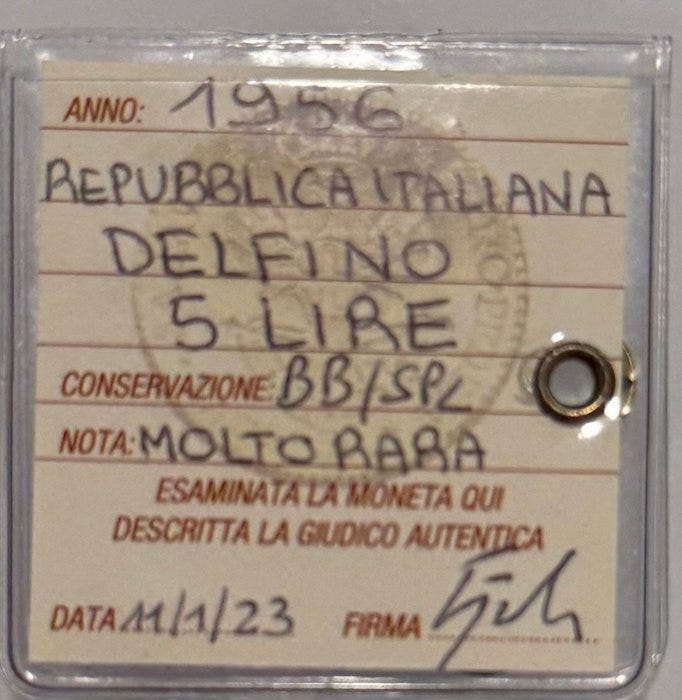 ANNO: 1956
REPUBBLICA ITALIANA
DELFINO
5 LIRE
CONSERVAZIONE: BB/SPL
NOTA: MOLTO RARA
ESAMINATA LA MONETA QUI
DESCRITTA LA GIUDICO AUTENTICA
DATA 11/1/23 FIRMA